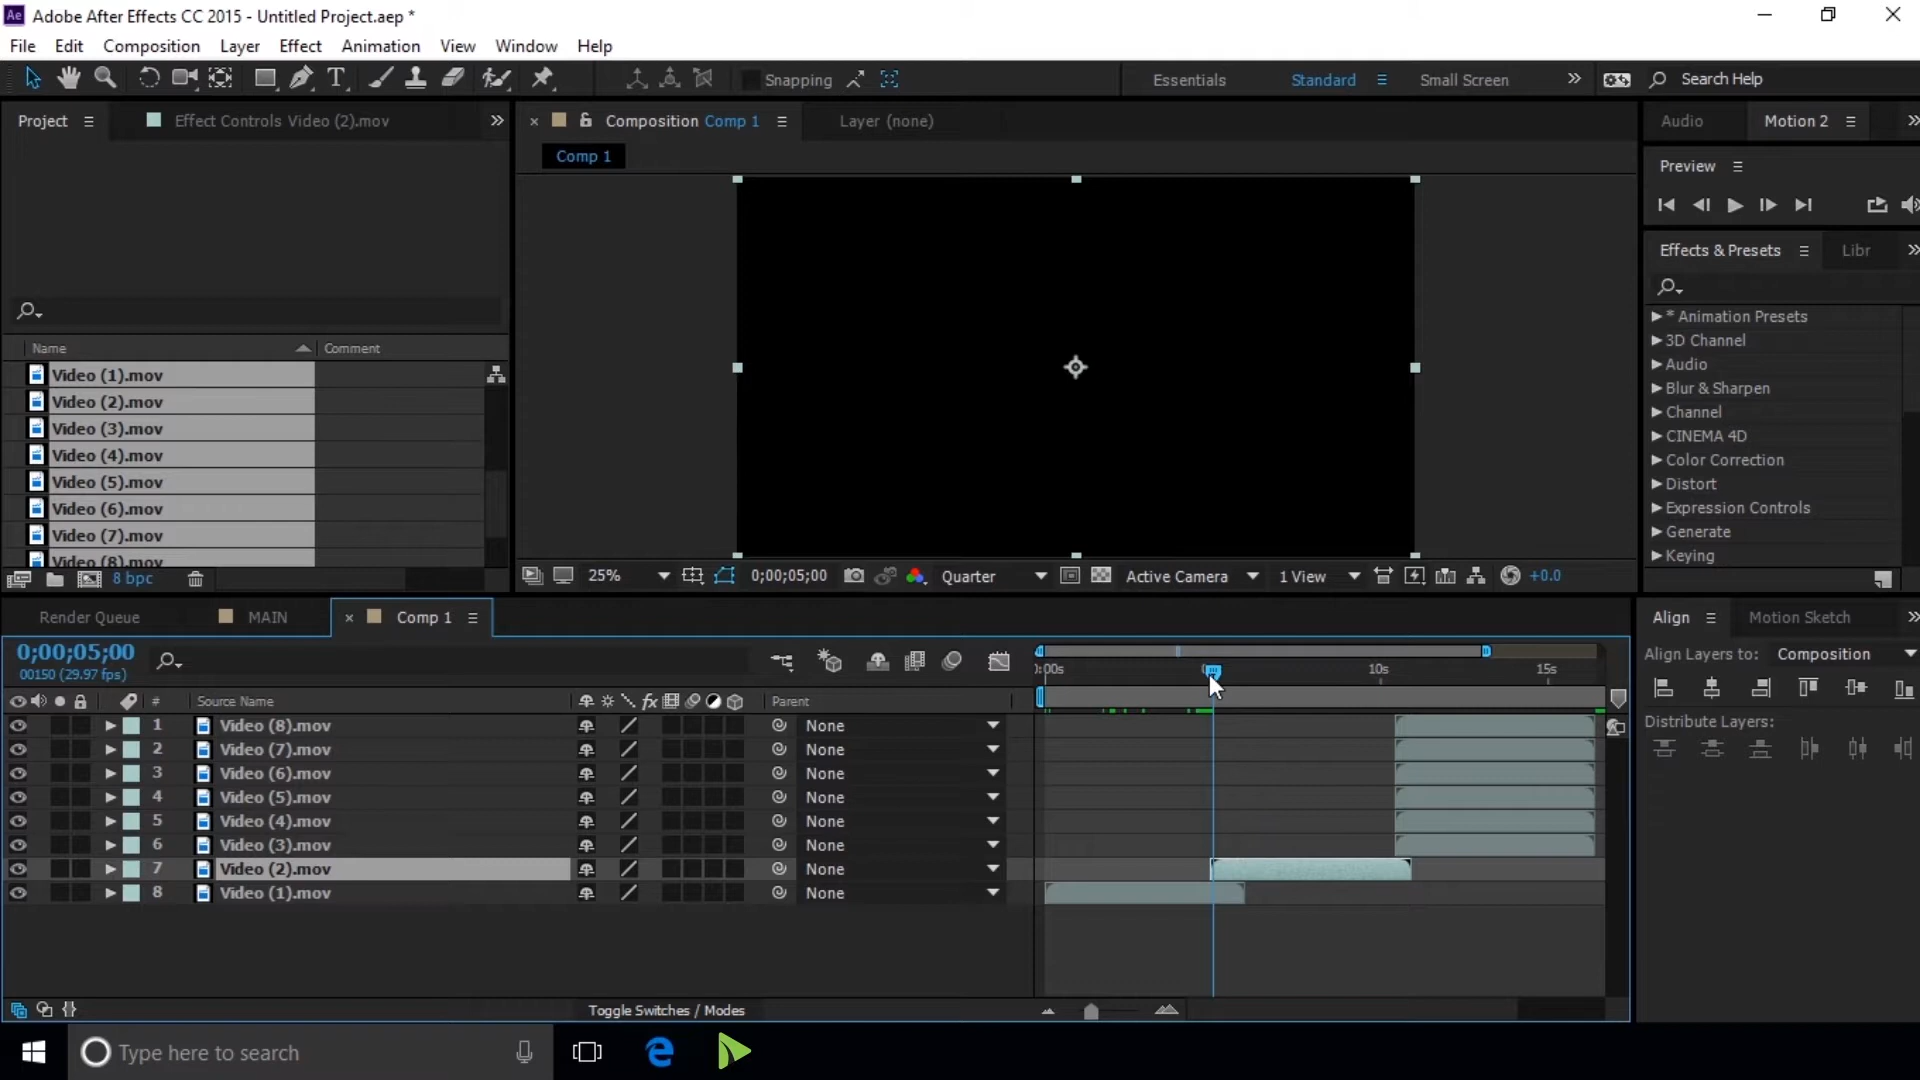 Ae Adobe After Effects CC 2015 - Untitled Project.aep *
File Edit Composition Layer Effect Animation View Window Help
Snapping Essentials Standard Small Screen Search Help
Project Effect Controls Video (2).mov
Composition Comp 1 Layer (none)
Comp 1
Audio Motion 2
Preview
Effects & Presets Libr
* Animation Presets
3D Channel
Audio
Blur & Sharpen
Channel
CINEMA 4D
Color Correction
Distort
Expression Controls
Generate
Keying
Name Comment
Video (1).mov
Video (2).mov
Video (3).mov
Video (4).mov
Video (5).mov
Video (6).mov
Video (7).mov
Video (8).mov
8 bpc
25% 0;00;05;00 Quarter Active Camera 1 View +0.0
Render Queue MAIN Comp 1
0;00;05;00
00150 (29.97 fps)
):00s 10s 15s
# Source Name fx Parent
1 Video (8).mov None
2 Video (7).mov None
3 Video (6).mov None
4 Video (5).mov None
5 Video (4).mov None
6 Video (3).mov None
7 Video (2).mov None
8 Video (1).mov None
Toggle Switches / Modes
Align Motion Sketch
Align Layers to: Composition
Distribute Layers:
Type here to search